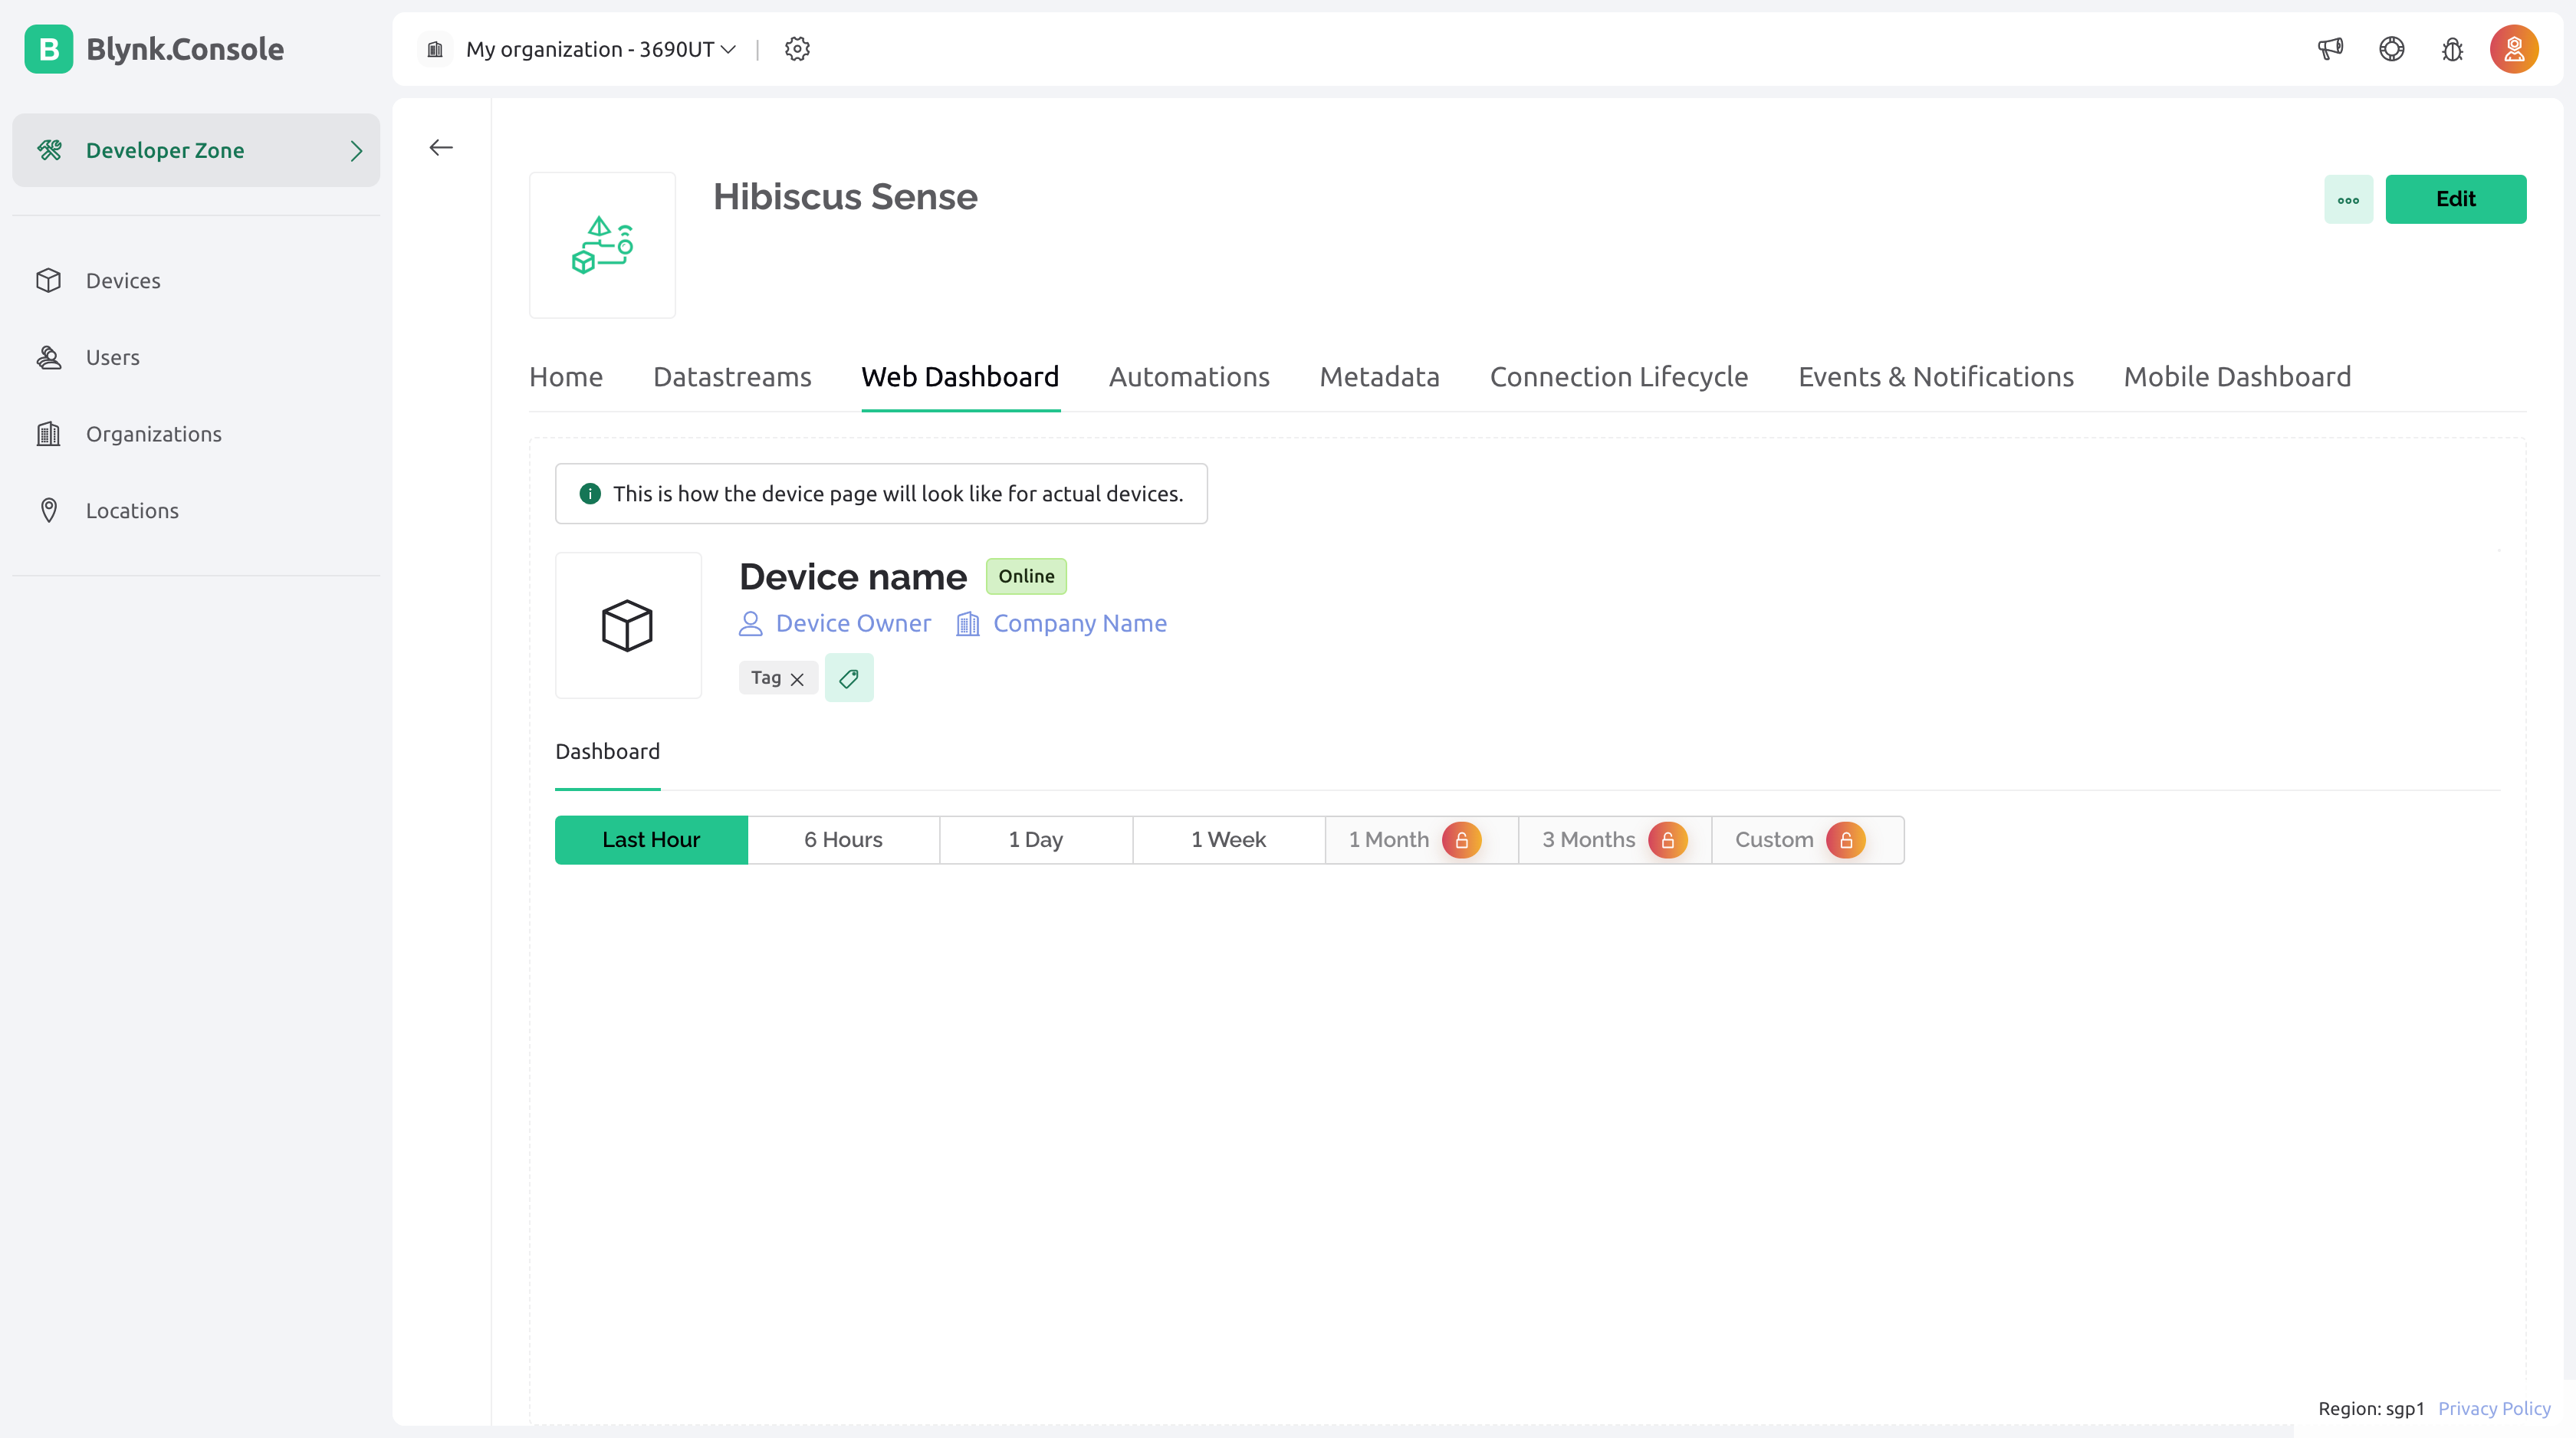 B Blynk.Console
My organization - 3690UT
Developer Zone
Devices
Users
Organizations
Locations
Hibiscus Sense
Edit
Home Datastreams Web Dashboard Automations Metadata Connection Lifecycle Events & Notifications Mobile Dashboard
This is how the device page will look like for actual devices.
Device name Online
Device Owner Company Name
Tag
Dashboard
Last Hour 6 Hours 1 Day 1 Week 1 Month 3 Months Custom
Region: sgp1 Privacy Policy